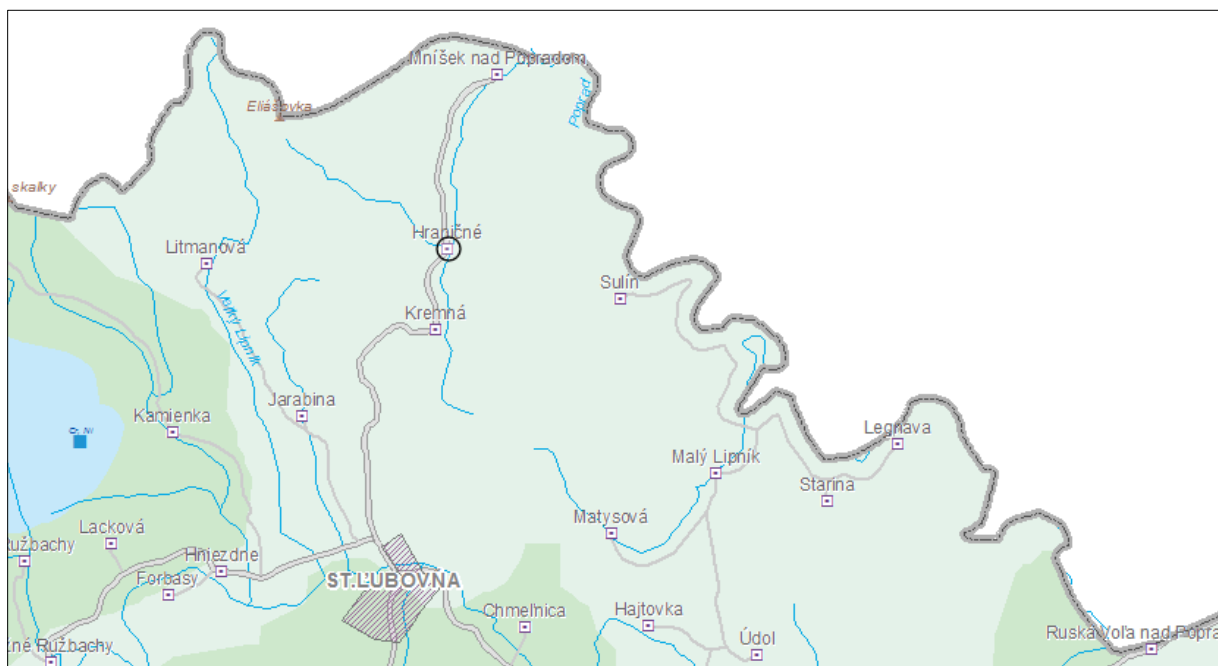 Mníšek nad Popradom
Eliášovka
Poprad
skalky
Hraničné
Litmanová
Sulín
Veľký Lipník
Kremná
Jarabina
Kamienka
Legnava
Malý Lipník
Starina
Matysová
Lacková
Ružbachy
Hniezdne
Forbasy
ST.ĽUBOVŇA
Chmeľnica
Hajtovka
Údol
Ruská Voľa nad Popra
žné Ružbachy